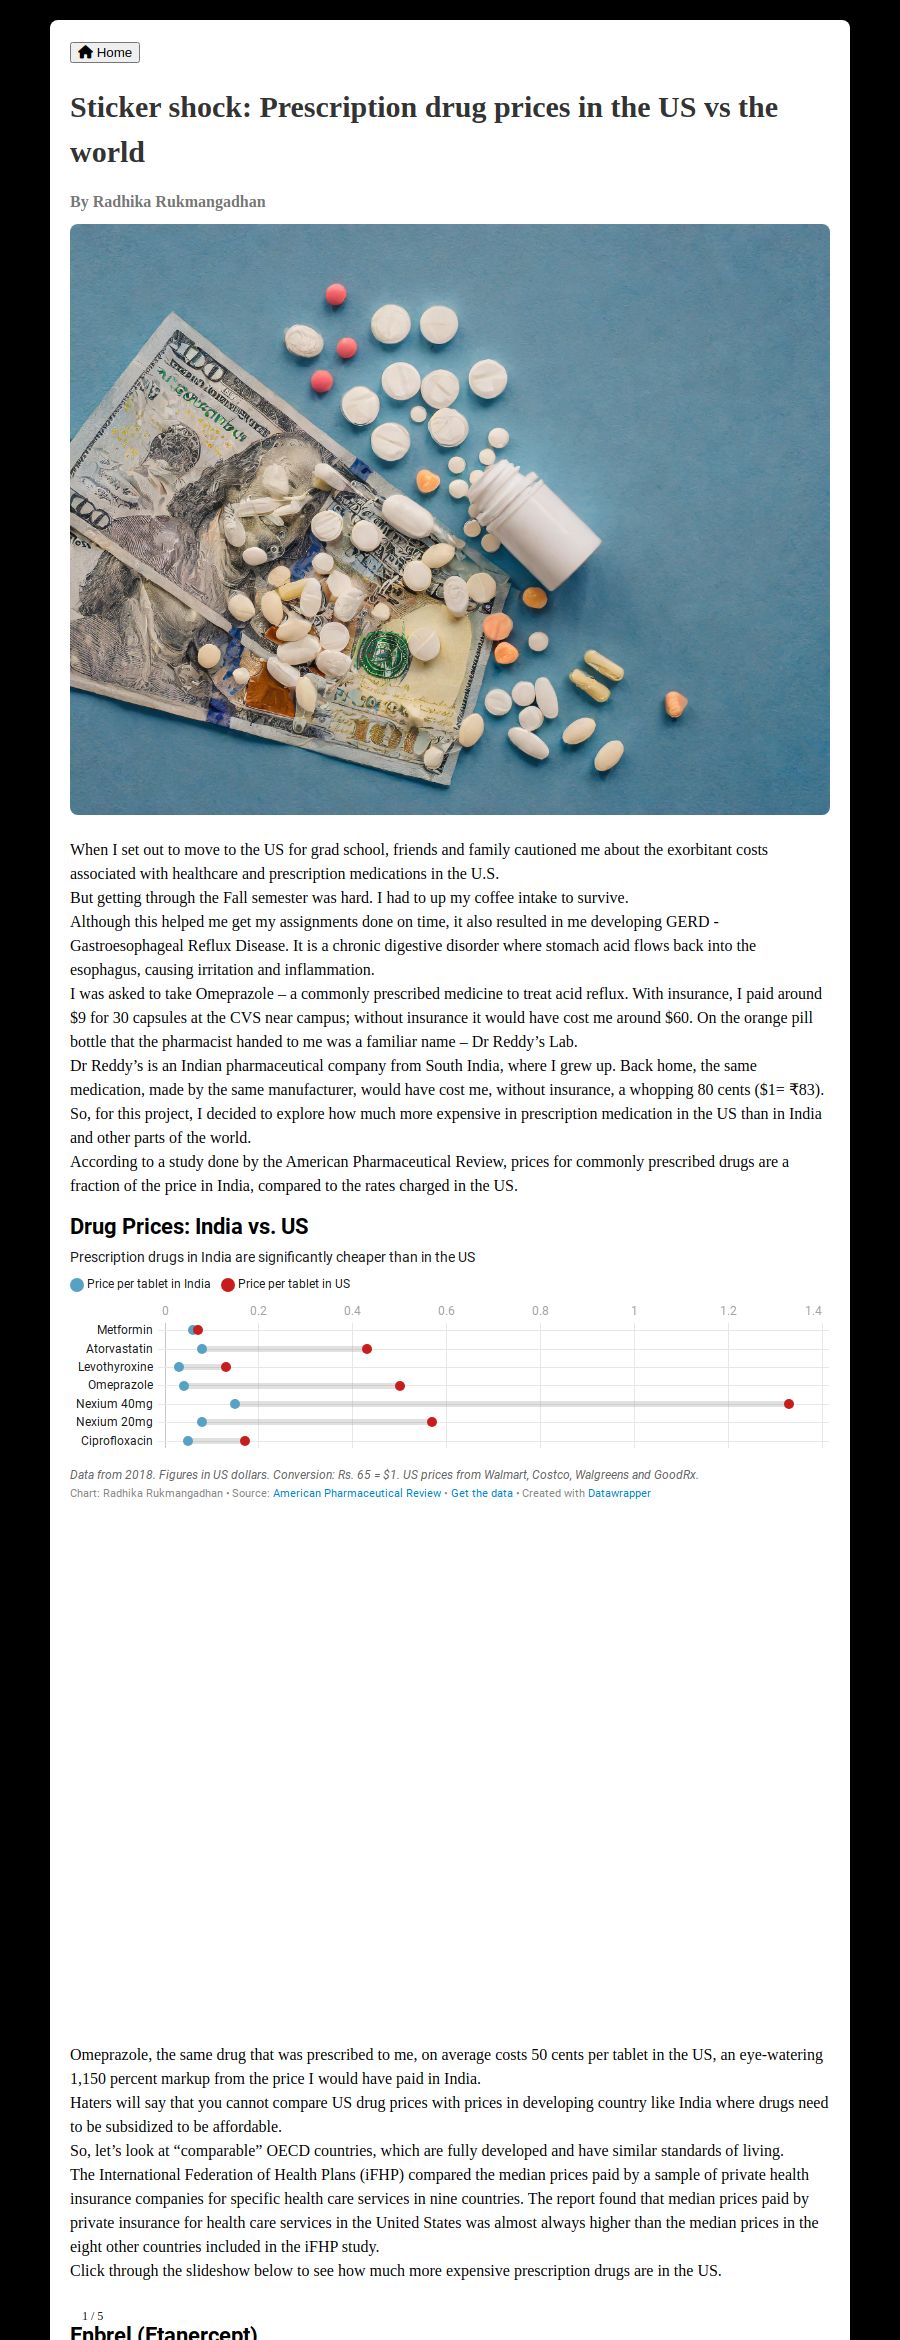 Home
Sticker shock: Prescription drug prices in the US vs the
world
By Radhika Rukmangadhan
100
100
100
When I set out to move to the US for grad school, friends and family cautioned me about the exorbitant costs
associated with healthcare and prescription medications in the U.S.
But getting through the Fall semester was hard. I had to up my coffee intake to survive.
Although this helped me get my assignments done on time, it also resulted in me developing GERD -
Gastroesophageal Reflux Disease. It is a chronic digestive disorder where stomach acid flows back into the
esophagus, causing irritation and inflammation.
I was asked to take Omeprazole – a commonly prescribed medicine to treat acid reflux. With insurance, I paid around
$9 for 30 capsules at the CVS near campus; without insurance it would have cost me around $60. On the orange pill
bottle that the pharmacist handed to me was a familiar name – Dr Reddy’s Lab.
Dr Reddy’s is an Indian pharmaceutical company from South India, where I grew up. Back home, the same
medication, made by the same manufacturer, would have cost me, without insurance, a whopping 80 cents ($1= ₹83).
So, for this project, I decided to explore how much more expensive in prescription medication in the US than in India
and other parts of the world.
According to a study done by the American Pharmaceutical Review, prices for commonly prescribed drugs are a
fraction of the price in India, compared to the rates charged in the US.
Drug Prices: India vs. US
Prescription drugs in India are significantly cheaper than in the US
Price per tablet in India Price per tablet in US
0 0.2 0.4 0.6 0.8 1 1.2 1.4
Metformin
Atorvastatin
Levothyroxine
Omeprazole
Nexium 40mg
Nexium 20mg
Ciprofloxacin
Data from 2018. Figures in US dollars. Conversion: Rs. 65 = $1. US prices from Walmart, Costco, Walgreens and GoodRx.
Chart: Radhika Rukmangadhan • Source: American Pharmaceutical Review • Get the data • Created with Datawrapper
Omeprazole, the same drug that was prescribed to me, on average costs 50 cents per tablet in the US, an eye-watering
1,150 percent markup from the price I would have paid in India.
Haters will say that you cannot compare US drug prices with prices in developing country like India where drugs need
to be subsidized to be affordable.
So, let’s look at “comparable” OECD countries, which are fully developed and have similar standards of living.
The International Federation of Health Plans (iFHP) compared the median prices paid by a sample of private health
insurance companies for specific health care services in nine countries. The report found that median prices paid by
private insurance for health care services in the United States was almost always higher than the median prices in the
eight other countries included in the iFHP study.
Click through the slideshow below to see how much more expensive prescription drugs are in the US.
1 / 5
Enbrel (Etanercept)